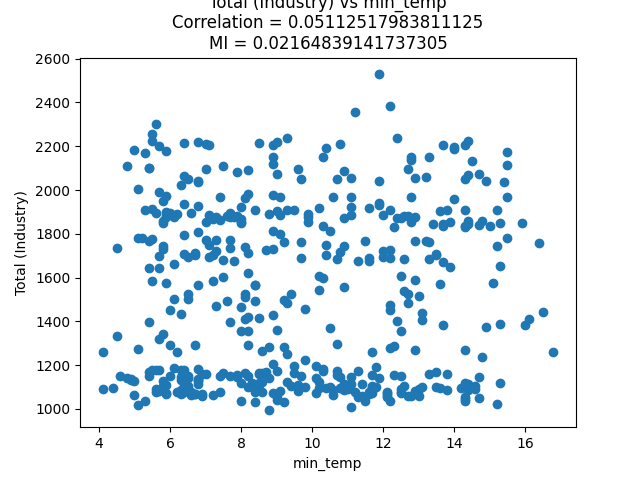 Total (Industry) vs min_temp
Correlation = 0.05112517983811125
MI = 0.02164839141737305
2600
2400
2200
2000
1800
1600
1400
1200
1000
Total (Industry)
4 6 8 10 12 14 16
min_temp